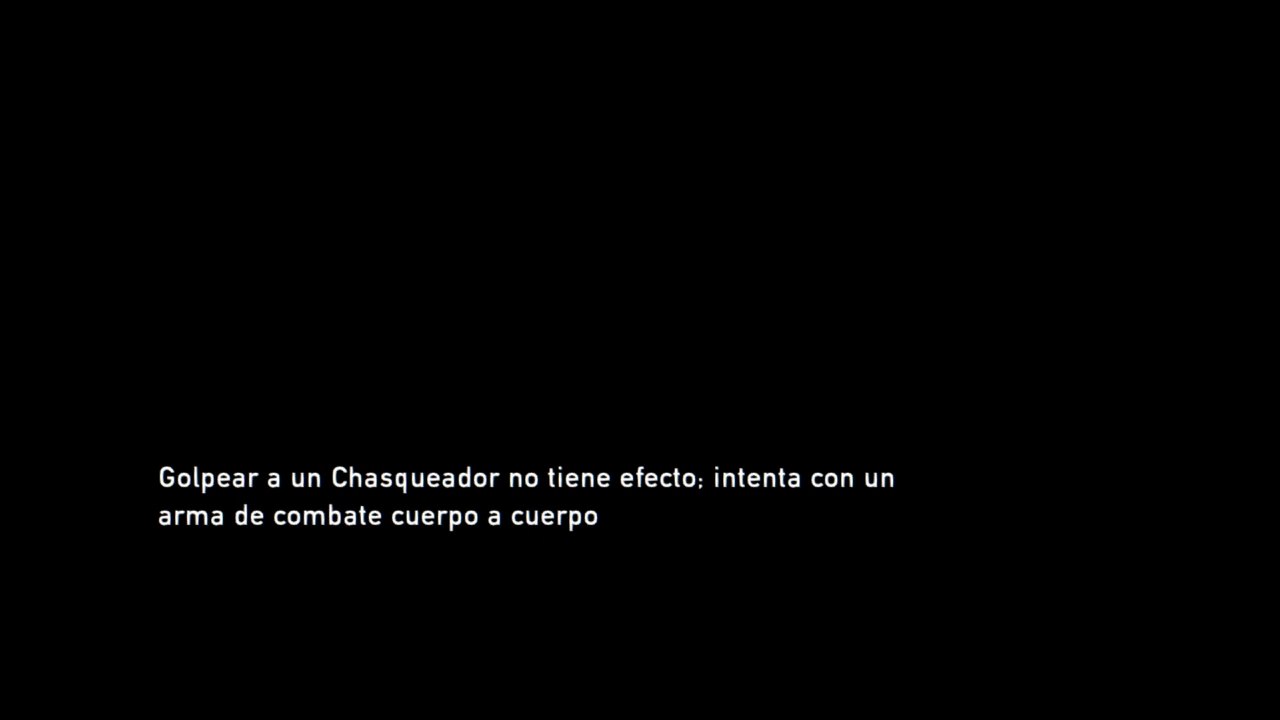 Golpear a un Chasqueador no tiene efecto; intenta con un
arma de combate cuerpo a cuerpo